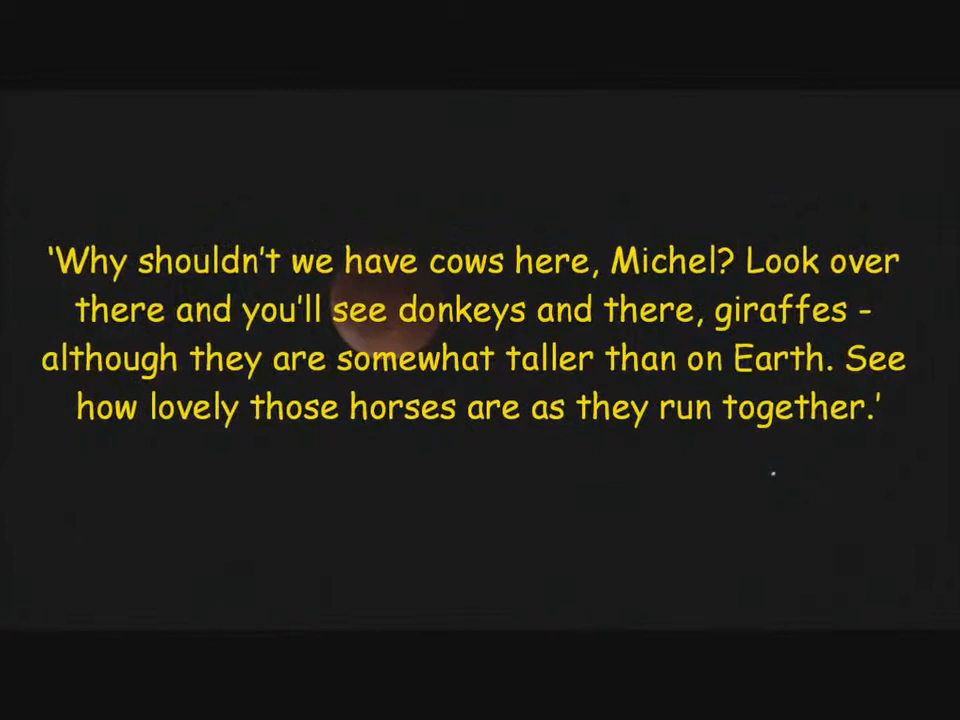 ‘Why shouldn't we have cows here, Michel? Look over
there and you'll see donkeys and there, giraffes -
although they are somewhat taller than on Earth. See
how lovely those horses are as they run together.’